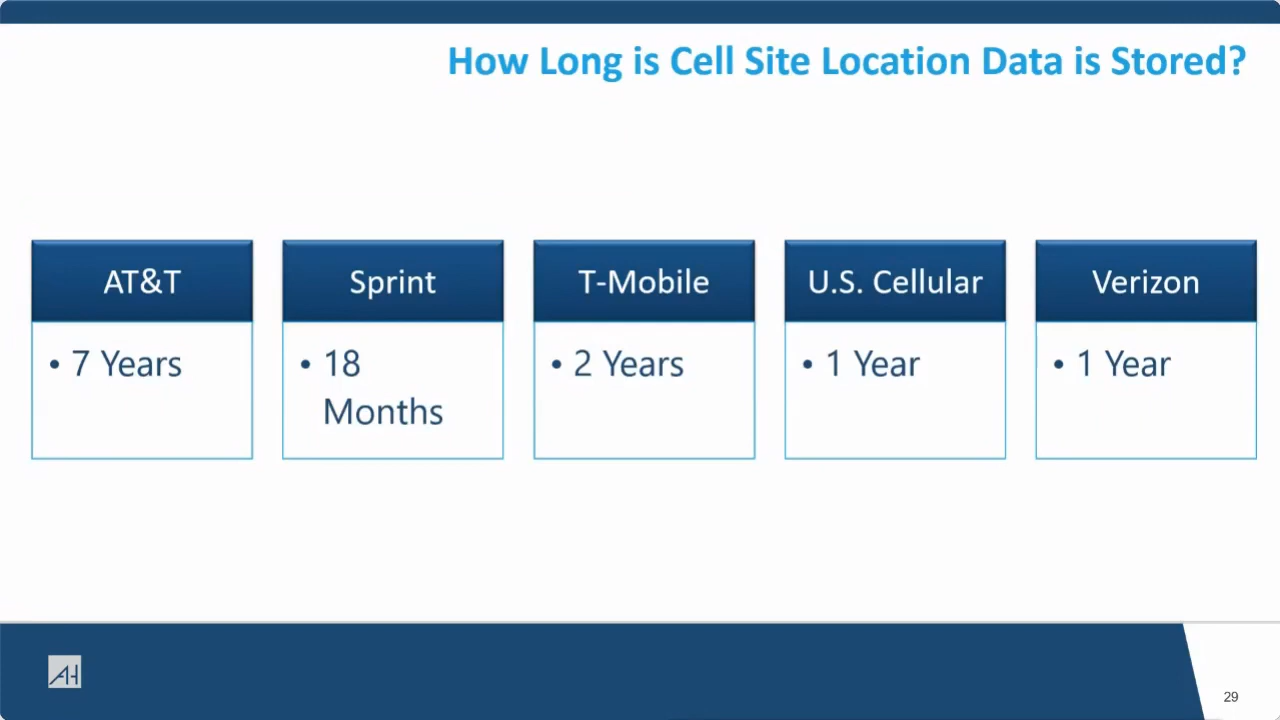 How Long is Cell Site Location Data is Stored?
AT&T
• 7 Years
Sprint
• 18
Months
T-Mobile
• 2 Years
U.S. Cellular
• 1 Year
Verizon
• 1 Year
AH
29